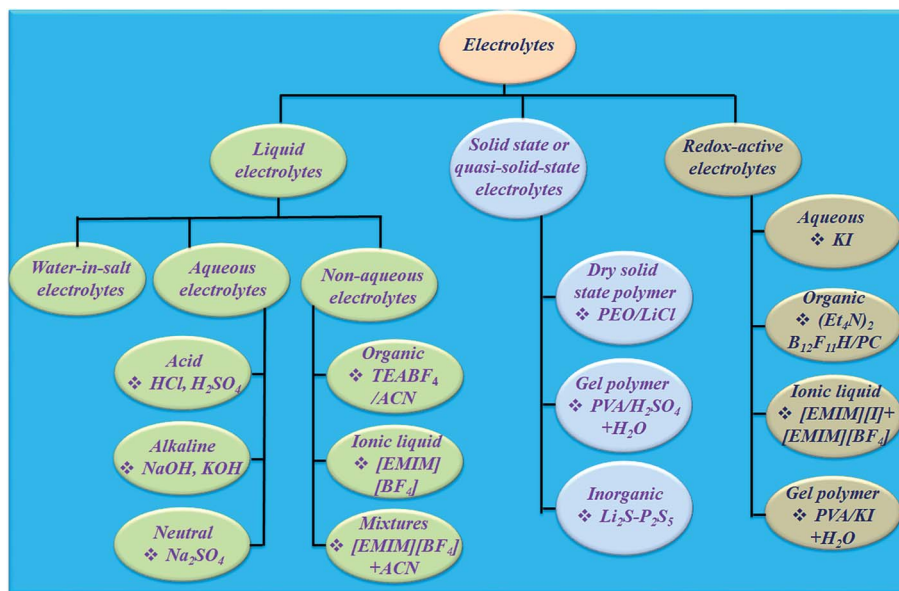 Electrolytes
Liquid
electrolytes
Solid state or
quasi-solid-state
electrolytes
Redox-active
electrolytes
Water-in-salt
electrolytes
Aqueous
electrolytes
Non-aqueous
electrolytes
Acid
❖ HCl, H₂SO₄
Alkaline
❖ NaOH, KOH
Neutral
❖ Na₂SO₄
Organic
❖ TEABF₄
/ACN
Ionic liquid
❖ [EMIM]
[BF₄]
Mixtures
❖ [EMIM][BF₄]
+ACN
Dry solid
state polymer
❖ PEO/LiCl
Gel polymer
❖ PVA/H₂SO₄
+H₂O
Inorganic
❖ Li₂S-P₂S₅
Aqueous
❖ KI
Organic
❖ (Et₄N)₂
B₁₂F₁₁H/PC
Ionic liquid
❖ [EMIM][I]+
[EMIM][BF₄]
Gel polymer
❖ PVA/KI
+H₂O